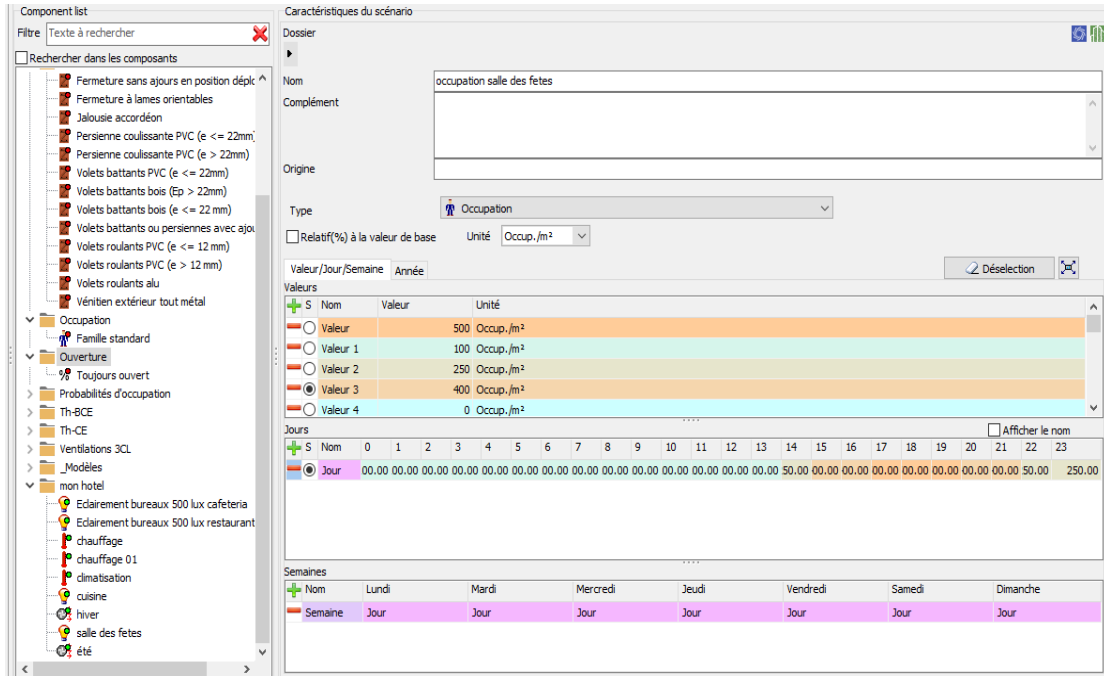 Component list
Filtre Texte à rechercher
Rechercher dans les composants
Fermeture sans ajours en position déplc
Fermeture à lames orientables
Jalousie accordéon
Persienne coulissante PVC (e <= 22mm)
Persienne coulissante PVC (e > 22mm)
Volets battants PVC (e <= 22mm)
Volets battants bois (Ep > 22mm)
Volets battants bois (e <= 22 mm)
Volets battants ou persiennes avec ajou
Volets roulants PVC (e <= 12 mm)
Volets roulants PVC (e > 12 mm)
Volets roulants alu
Vénitien extérieur tout métal
Occupation
Famille standard
Ouverture
% Toujours ouvert
Probabilités d'occupation
Th-BCE
Th-CE
Ventilations 3CL
_Modèles
mon hotel
Eclairement bureaux 500 lux cafeteria
Eclairement bureaux 500 lux restaurant
chauffage
chauffage 01
climatisation
cuisine
hiver
salle des fetes
été
Caractéristiques du scénario
Dossier
Nom occupation salle des fetes
Complément
Origine
Type Occupation
Relatif(%) à la valeur de base Unité Occup./m²
Valeur/Jour/Semaine Année Déselection
Valeurs
S Nom Valeur Unité
Valeur 500 Occup./m²
Valeur 1 100 Occup./m²
Valeur 2 250 Occup./m²
Valeur 3 400 Occup./m²
Valeur 4 0 Occup./m²
Jours Afficher le nom
S Nom 0 1 2 3 4 5 6 7 8 9 10 11 12 13 14 15 16 17 18 19 20 21 22 23
Jour 00.00 00.00 00.00 00.00 00.00 00.00 00.00 00.00 00.00 00.00 00.00 00.00 00.00 00.00 50.00 00.00 00.00 00.00 00.00 00.00 00.00 00.00 50.00 250.00
Semaines
Nom Lundi Mardi Mercredi Jeudi Vendredi Samedi Dimanche
Semaine Jour Jour Jour Jour Jour Jour Jour